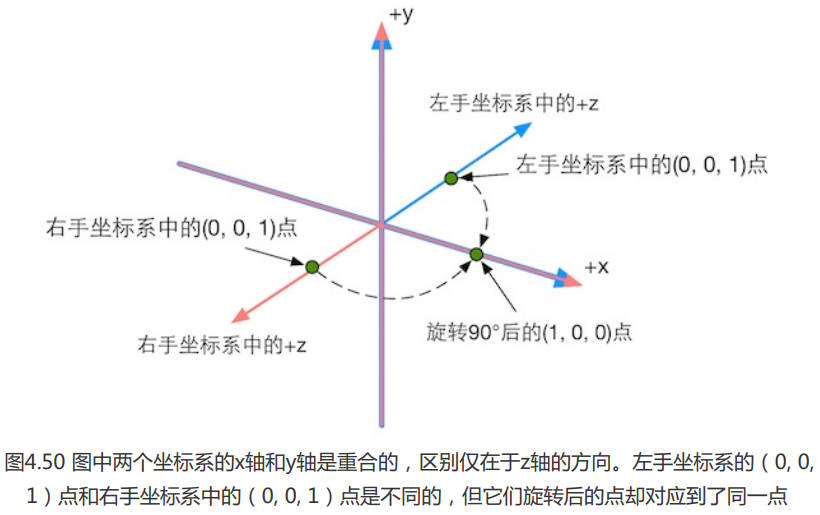 +y
左手坐标系中的+z
左手坐标系中的(0, 0, 1)点
右手坐标系中的(0, 0, 1)点
+x
旋转90°后的(1, 0, 0)点
右手坐标系中的+z
图4.50 图中两个坐标系的x轴和y轴是重合的，区别仅在于z轴的方向。左手坐标系的（0, 0,
1）点和右手坐标系中的（0, 0, 1）点是不同的，但它们旋转后的点却对应到了同一点